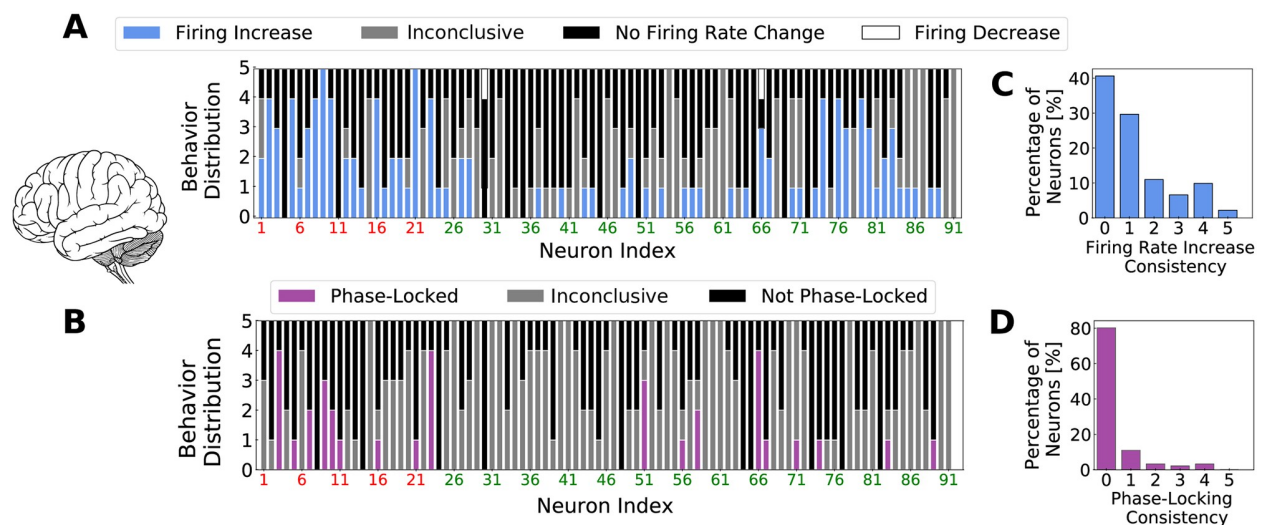 A
Firing Increase Inconclusive No Firing Rate Change Firing Decrease
Behavior
Distribution
5
4
3
2
1
0
1 6 11 16 21 26 31 36 41 46 51 56 61 66 71 76 81 86 91
Neuron Index
C
Percentage of
Neurons [%]
40
30
20
10
0
0 1 2 3 4 5
Firing Rate Increase
Consistency
B
Phase-Locked Inconclusive Not Phase-Locked
Behavior
Distribution
5
4
3
2
1
0
1 6 11 16 21 26 31 36 41 46 51 56 61 66 71 76 81 86 91
Neuron Index
D
Percentage of
Neurons [%]
80
60
40
20
0
0 1 2 3 4 5
Phase-Locking
Consistency